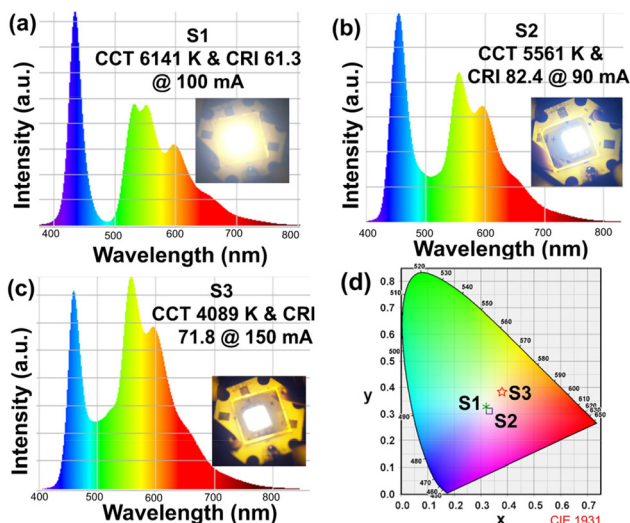 (a)
S1
CCT 6141 K & CRI 61.3
@ 100 mA
Intensity (a.u.)
400 500 600 700 800
Wavelength (nm)
(b)
S2
CCT 5561 K &
CRI 82.4 @ 90 mA
Intensity (a.u.)
400 500 600 700 800
Wavelength (nm)
(c)
S3
CCT 4089 K & CRI
71.8 @ 150 mA
Intensity (a.u.)
400 500 600 700 800
Wavelength (nm)
(d)
0.8
0.7
0.6
0.5
0.4
0.3
0.2
0.1
0.0
y
520
530
540
510
550
560
570
500
580
590
600
610
620
630
490
480
470
460
S1
S2
S3
0.0 0.1 0.2 0.3 0.4 0.5 0.6 0.7
x
CIE 1931